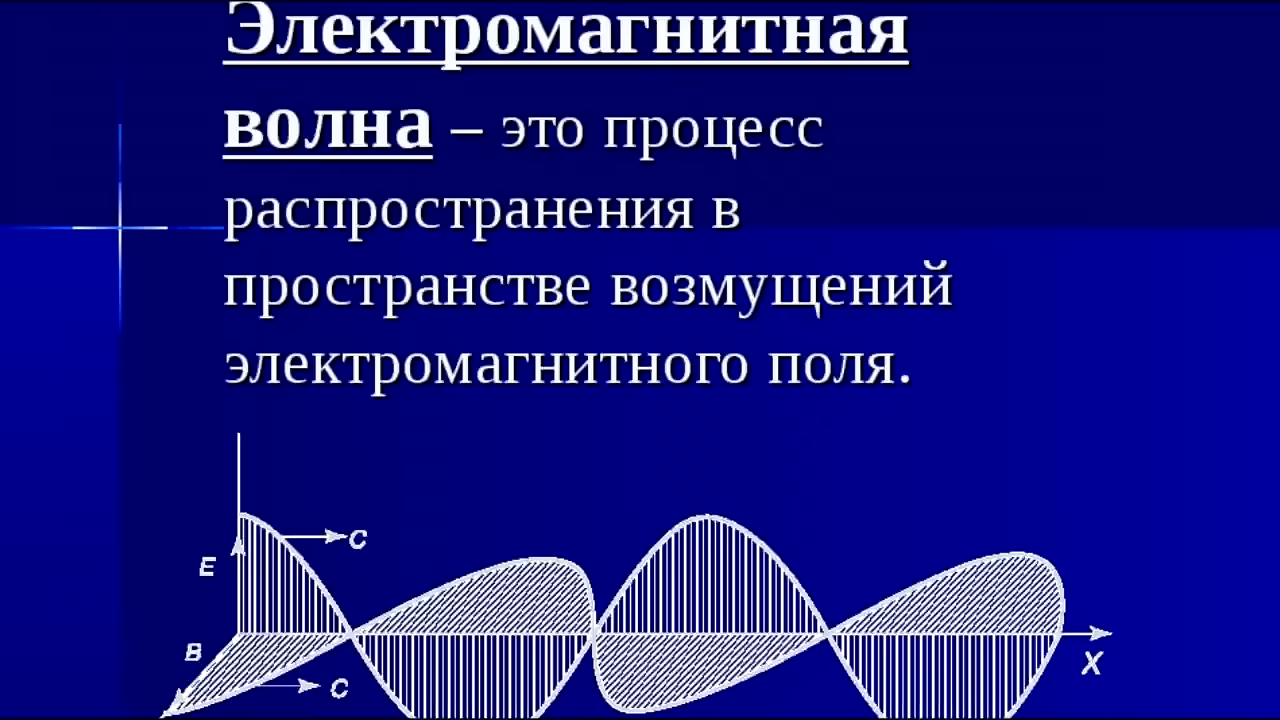 Электромагнитная
волна – это процесс
распространения в
пространстве возмущений
электромагнитного поля.
C
E
B
C
X